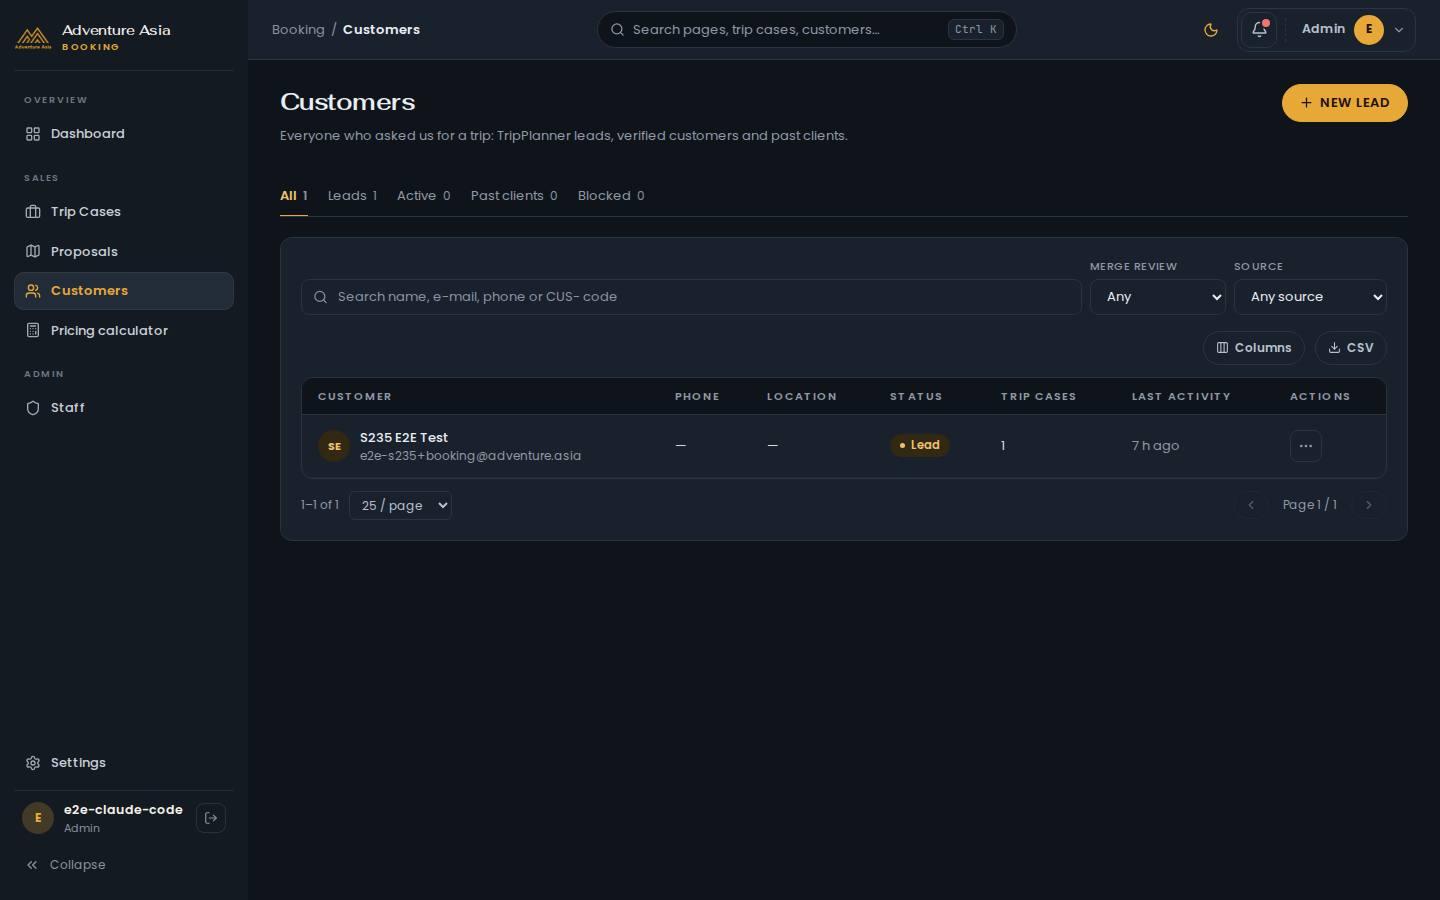 Adventure Asia
BOOKING
Adventure Asia
OVERVIEW
Dashboard
SALES
Trip Cases
Proposals
Customers
Pricing calculator
ADMIN
Staff
Settings
E
e2e-claude-code
Admin
Collapse
Booking / Customers
Search pages, trip cases, customers...
Ctrl K
Admin
E
Customers
NEW LEAD
Everyone who asked us for a trip: TripPlanner leads, verified customers and past clients.
All 1
Leads 1
Active 0
Past clients 0
Blocked 0
MERGE REVIEW
SOURCE
Search name, e-mail, phone or CUS- code
Any
Any source
Columns
CSV
CUSTOMER
PHONE
LOCATION
STATUS
TRIP CASES
LAST ACTIVITY
ACTIONS
SE
S235 E2E Test
e2e-s235+booking@adventure.asia
—
—
Lead
1
7 h ago
1–1 of 1
25 / page
Page 1 / 1